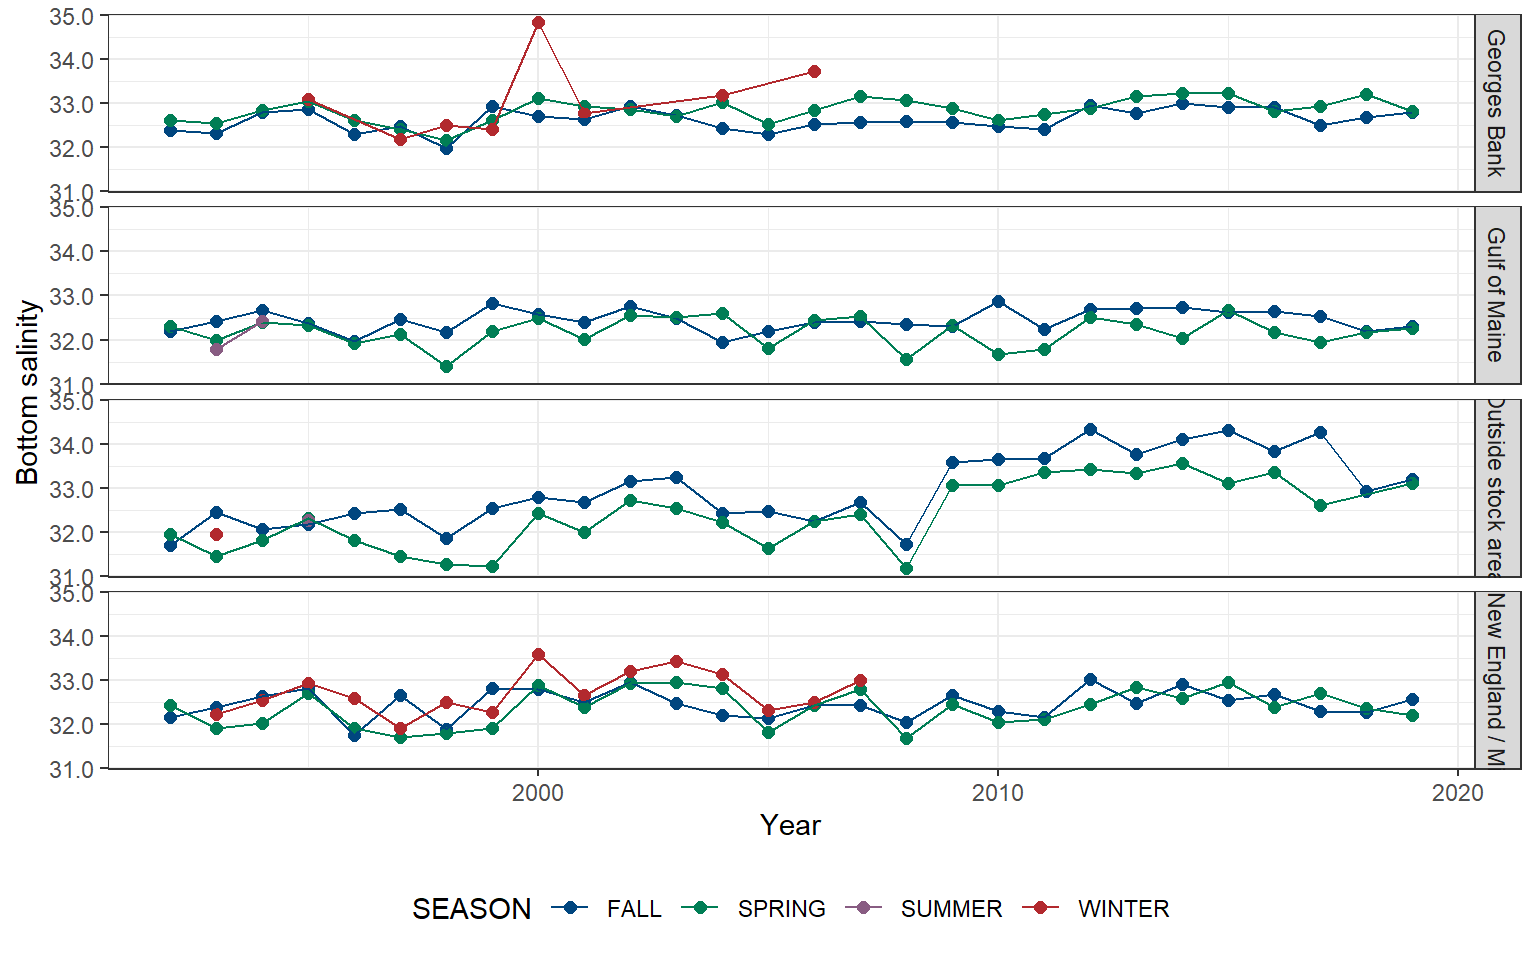 35.0
34.0
33.0
32.0
31.0
Georges Bank
35.0
34.0
33.0
32.0
31.0
Gulf of Maine
Bottom salinity
35.0
34.0
33.0
32.0
31.0
Outside stock area
35.0
34.0
33.0
32.0
31.0
New England / M
2000 2010 2020
Year
SEASON FALL SPRING SUMMER WINTER